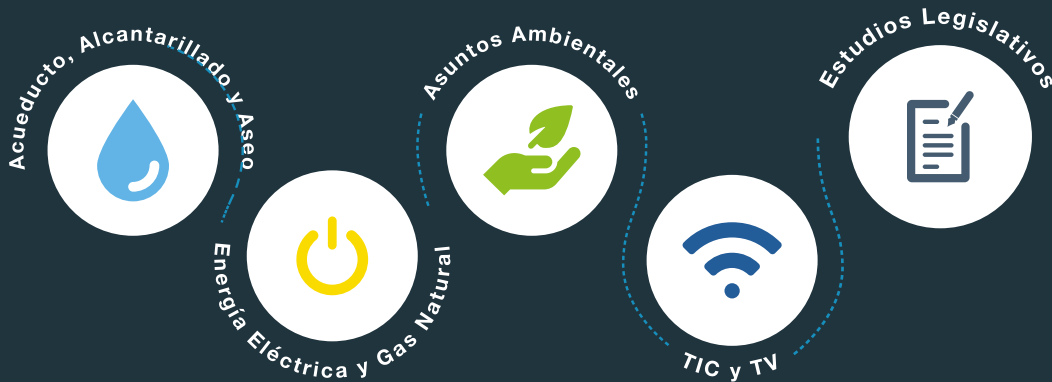 Acueducto, Alcantarillado y Aseo
Energía Eléctrica y Gas Natural
Asuntos Ambientales
TIC y TV
Estudios Legislativos